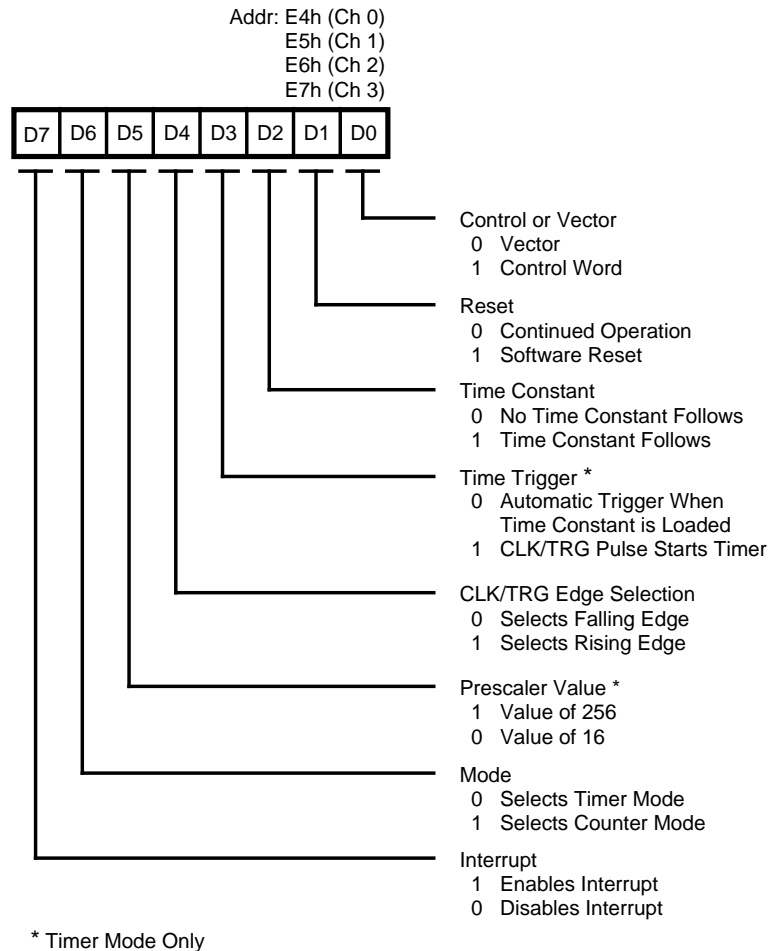 Addr: E4h (Ch 0)
E5h (Ch 1)
E6h (Ch 2)
E7h (Ch 3)
D7 D6 D5 D4 D3 D2 D1 D0
Control or Vector
0 Vector
1 Control Word
Reset
0 Continued Operation
1 Software Reset
Time Constant
0 No Time Constant Follows
1 Time Constant Follows
Time Trigger *
0 Automatic Trigger When
Time Constant is Loaded
1 CLK/TRG Pulse Starts Timer
CLK/TRG Edge Selection
0 Selects Falling Edge
1 Selects Rising Edge
Prescaler Value *
1 Value of 256
0 Value of 16
Mode
0 Selects Timer Mode
1 Selects Counter Mode
Interrupt
1 Enables Interrupt
0 Disables Interrupt
* Timer Mode Only